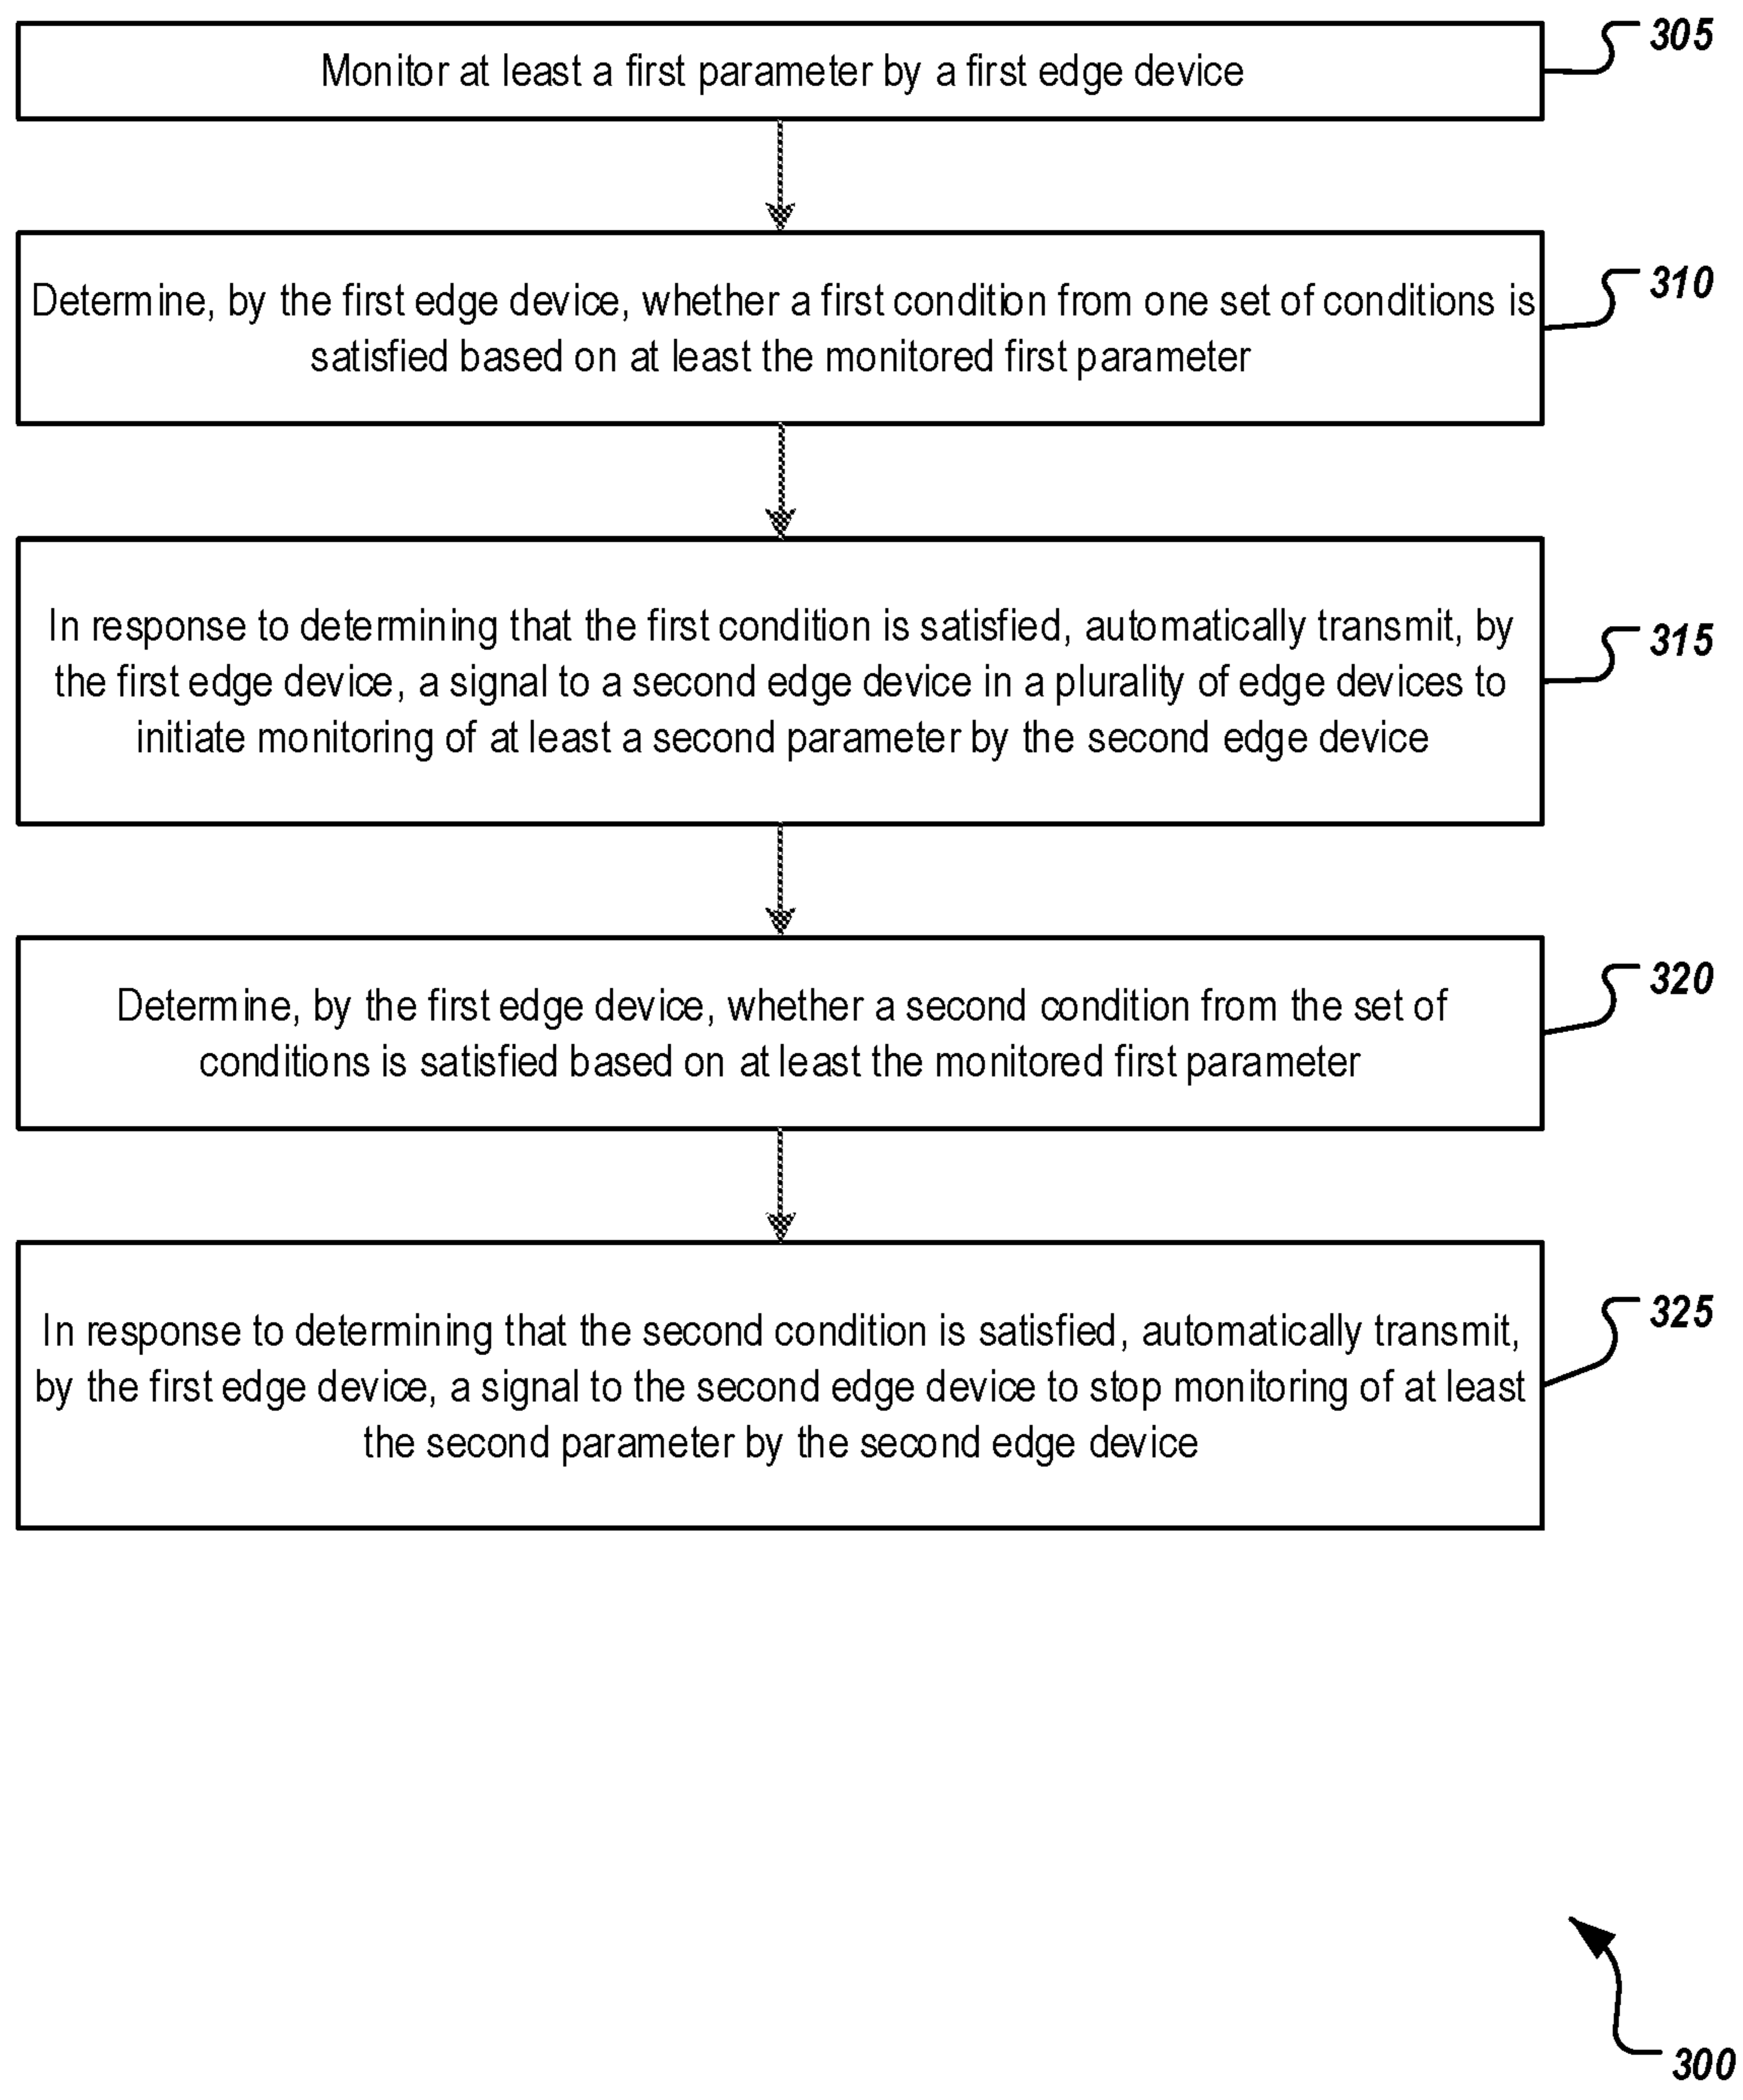 305
Monitor at least a first parameter by a first edge device
310
Determine, by the first edge device, whether a first condition from one set of conditions is
satisfied based on at least the monitored first parameter
315
In response to determining that the first condition is satisfied, automatically transmit, by
the first edge device, a signal to a second edge device in a plurality of edge devices to
initiate monitoring of at least a second parameter by the second edge device
320
Determine, by the first edge device, whether a second condition from the set of
conditions is satisfied based on at least the monitored first parameter
325
In response to determining that the second condition is satisfied, automatically transmit,
by the first edge device, a signal to the second edge device to stop monitoring of at least
the second parameter by the second edge device
300